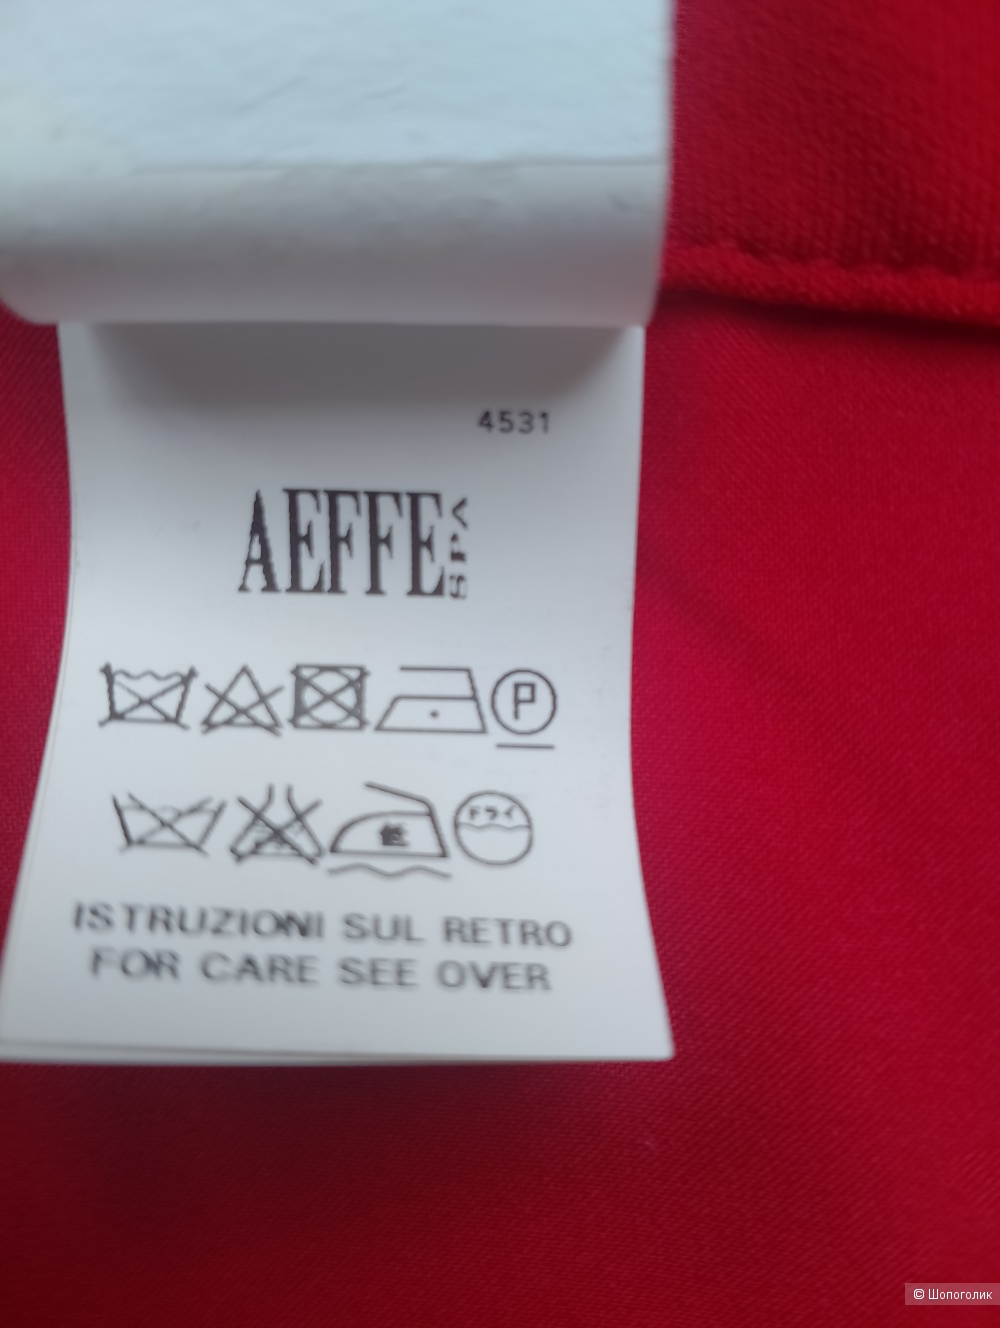 4531
AEFFE SPA
P
低
ドライ
ISTRUZIONI SUL RETRO
FOR CARE SEE OVER
© Шопоголик